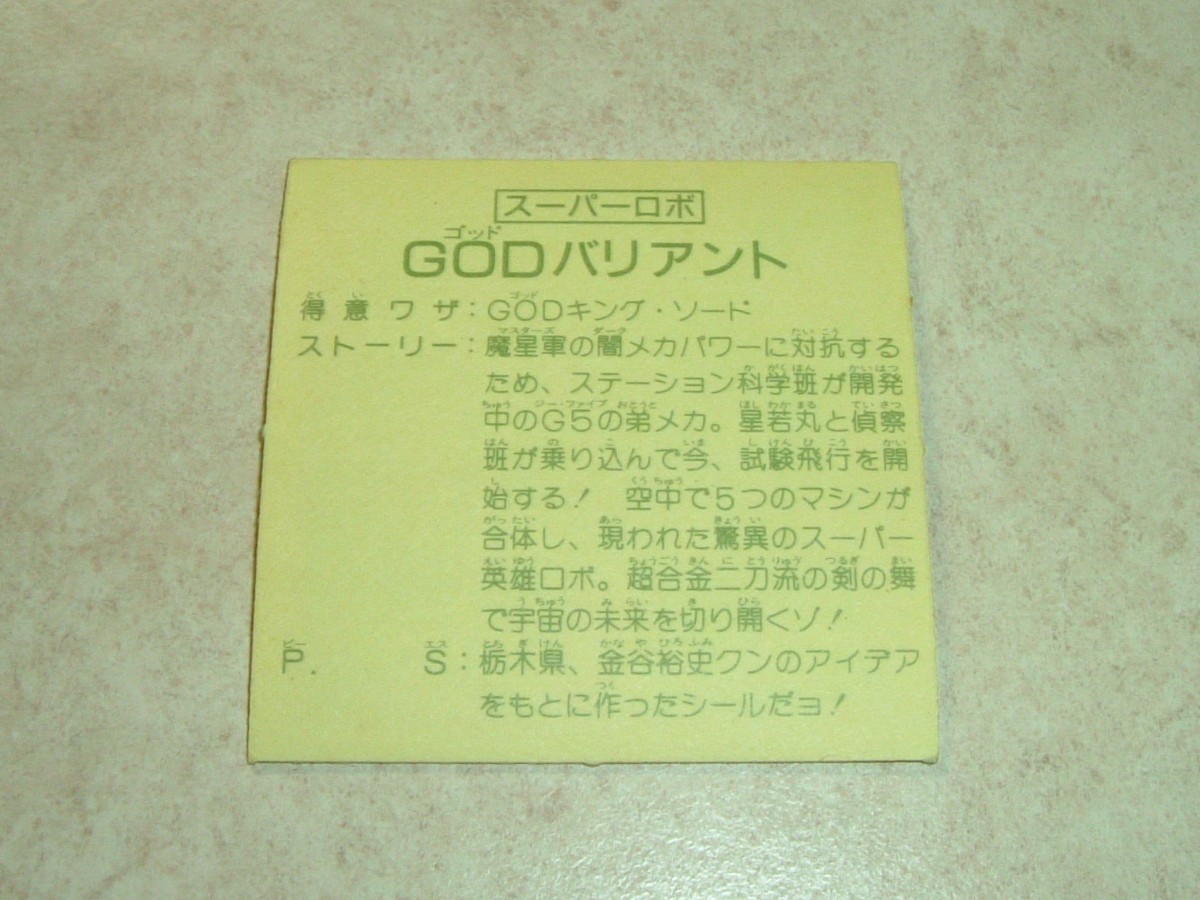 スーパーロボ
GODバリアント
得意ワザ：GODキング・ソード
ストーリー：魔星軍の闇メカパワーに対抗する
ため、ステーション科学班が開発
中のG5の弟メカ。星若丸と偵察
班が乗り込んで今、試験飛行を開
始する！　空中で5つのマシンが
合体し、現われた驚異のスーパー
英雄ロボ。超合金二刀流の剣の舞
で宇宙の未来を切り開くゾ！
P.S：栃木県、金谷裕史クンのアイデア
をもとに作ったシールだヨ！